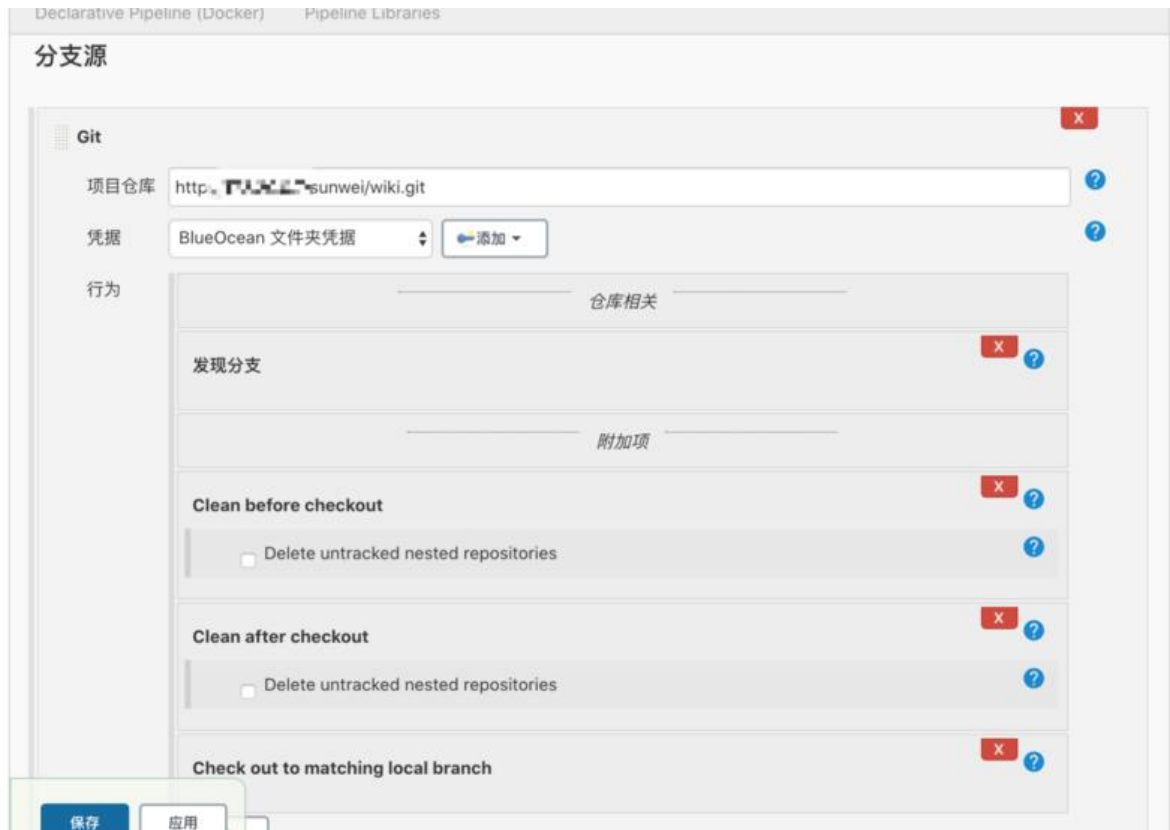 Declarative Pipeline (Docker) Pipeline Libraries
分支源
X
Git
项目仓库 http sunwei/wiki.git ?
凭据 BlueOcean 文件夹凭据 添加 ?
行为
仓库相关
X
发现分支 ?
附加项
X
Clean before checkout ?
Delete untracked nested repositories ?
X
Clean after checkout ?
Delete untracked nested repositories ?
X
Check out to matching local branch ?
保存 应用